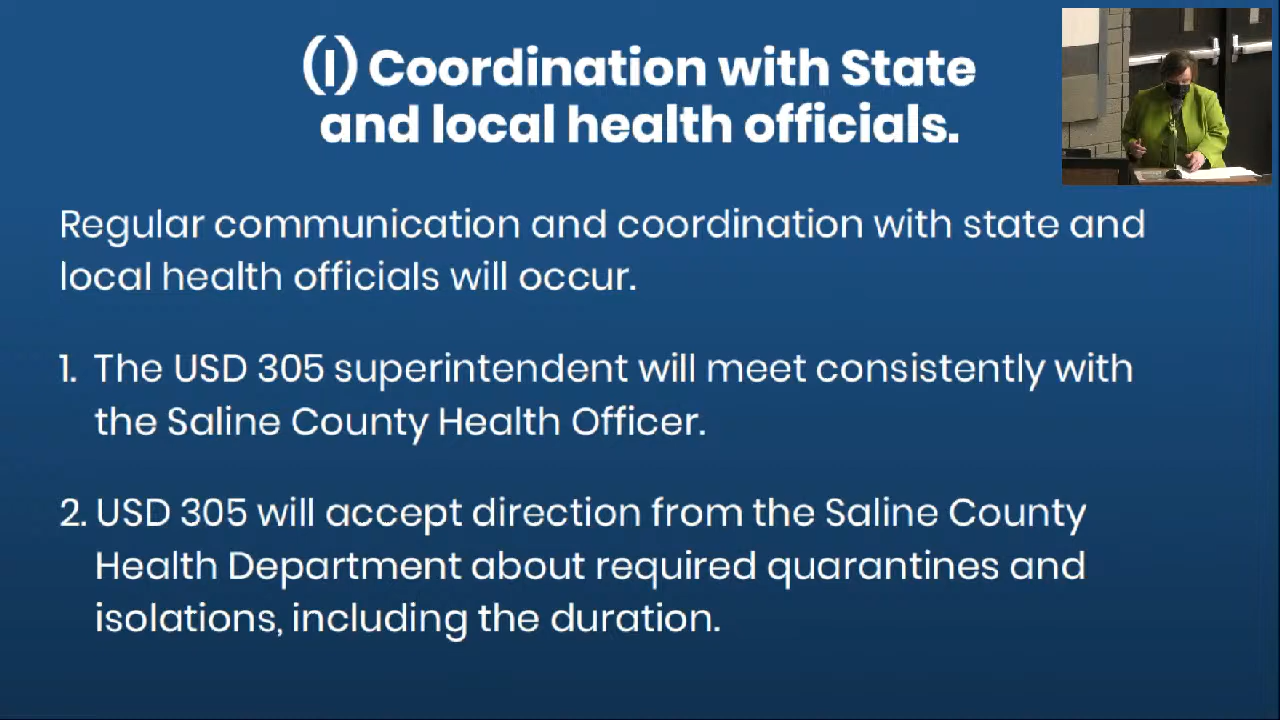 (I) Coordination with State
and local health officials.
Regular communication and coordination with state and
local health officials will occur.
1. The USD 305 superintendent will meet consistently with
the Saline County Health Officer.
2. USD 305 will accept direction from the Saline County
Health Department about required quarantines and
isolations, including the duration.